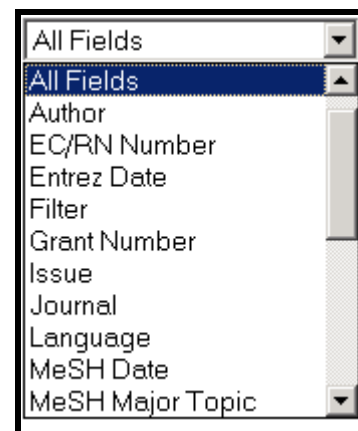 All Fields
All Fields
Author
EC/RN Number
Entrez Date
Filter
Grant Number
Issue
Journal
Language
MeSH Date
MeSH Major Topic